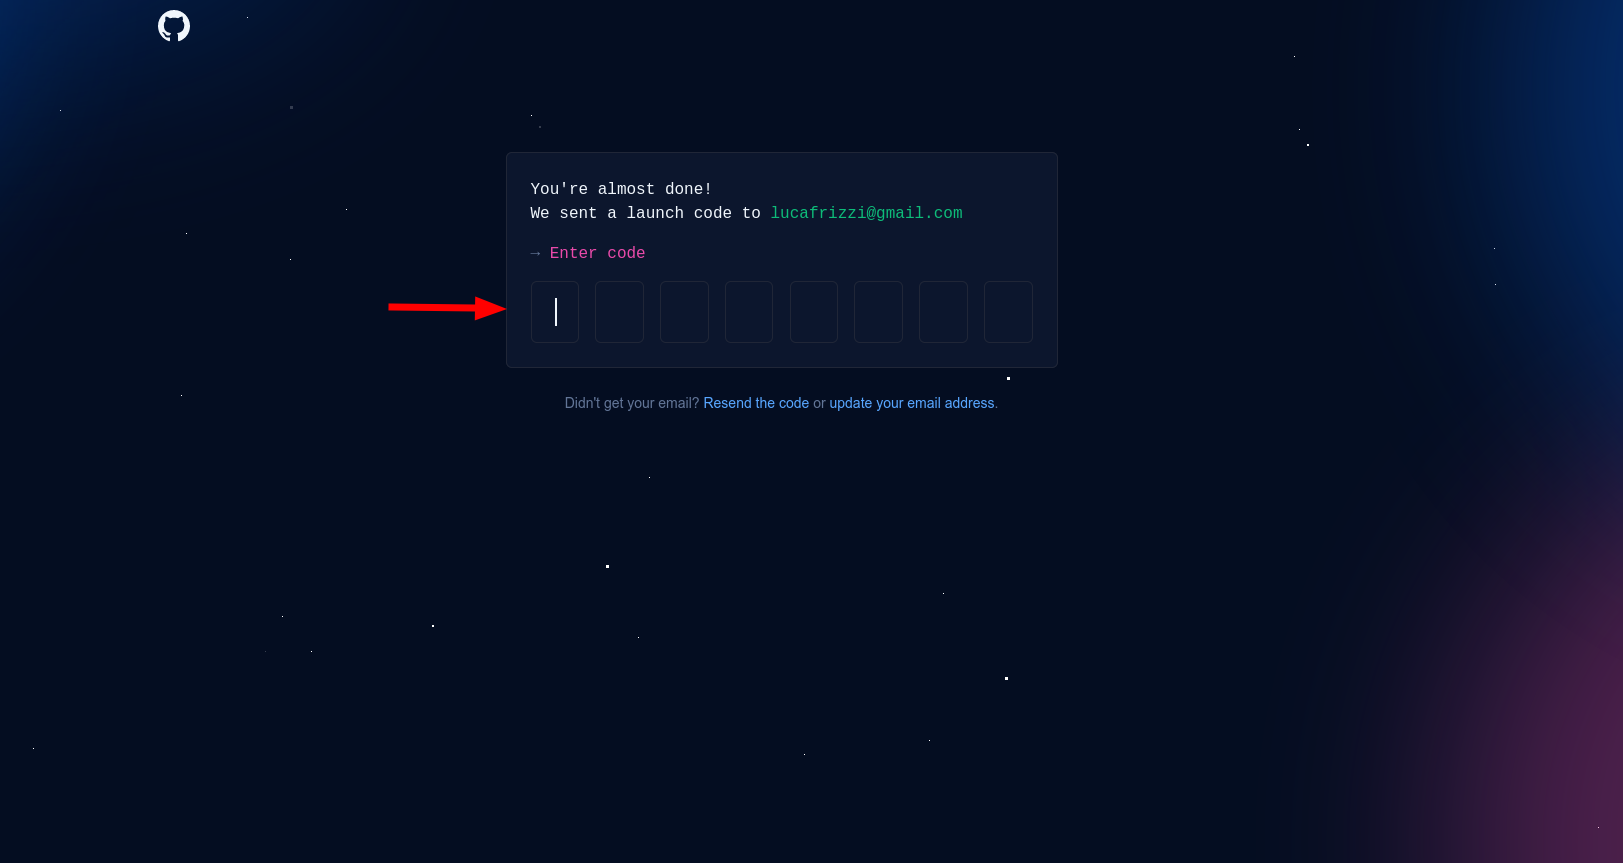 You're almost done!
We sent a launch code to lucafrizzi@gmail.com
→ Enter code
Didn't get your email? Resend the code or update your email address.